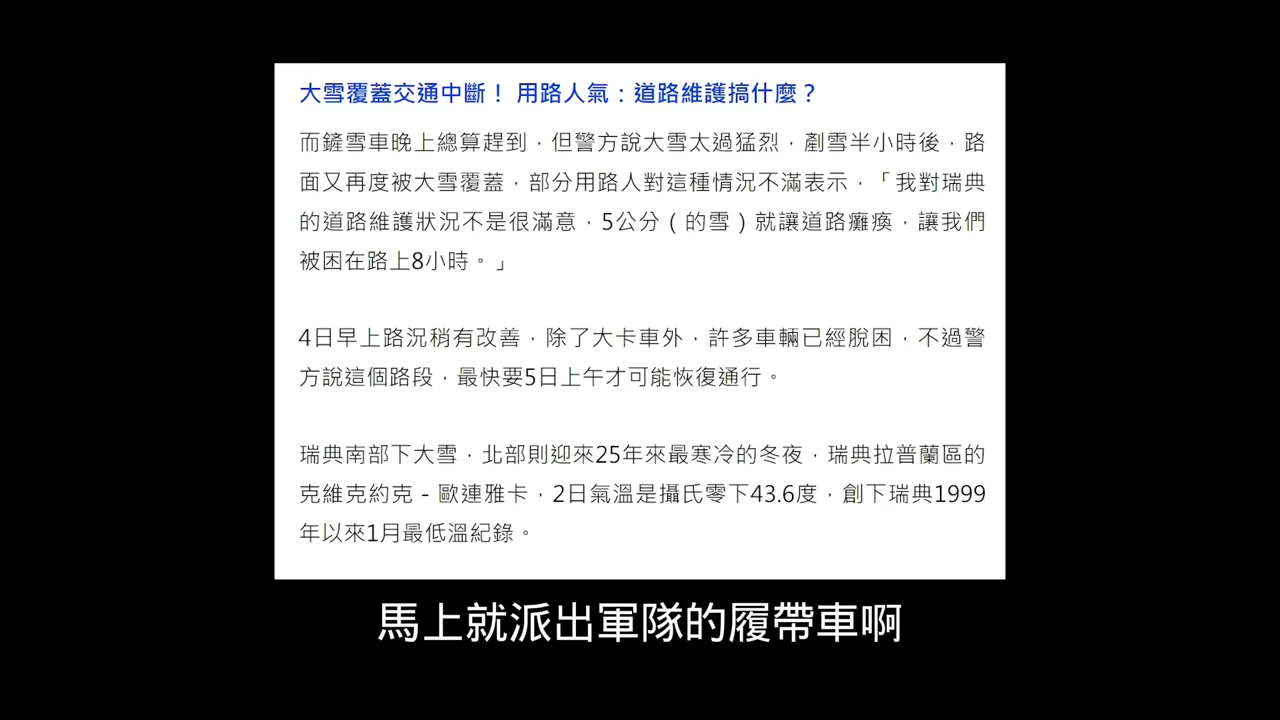 大雪覆蓋交通中斷！ 用路人氣：道路維護搞什麼？
而鏟雪車晚上總算趕到，但警方說大雪太過猛烈，剷雪半小時後，路
面又再度被大雪覆蓋，部分用路人對這種情況不滿表示，「我對瑞典
的道路維護狀況不是很滿意，5公分（的雪）就讓道路癱瘓，讓我們
被困在路上8小時。」
4日早上路況稍有改善，除了大卡車外，許多車輛已經脫困，不過警
方說這個路段，最快要5日上午才可能恢復通行。
瑞典南部下大雪，北部則迎來25年來最寒冷的冬夜，瑞典拉普蘭區的
克維克約克－歐連雅卡，2日氣溫是攝氏零下43.6度，創下瑞典1999
年以來1月最低溫紀錄。
馬上就派出軍隊的履帶車啊